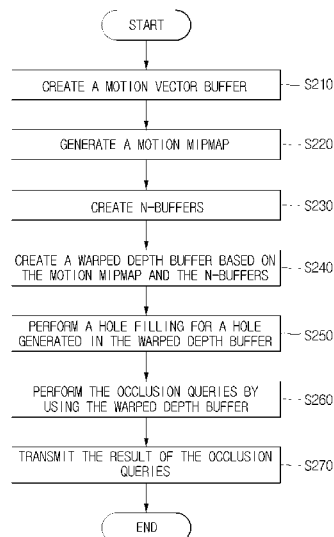 START
CREATE A MOTION VECTOR BUFFER
S210
GENERATE A MOTION MIPMAP
S220
CREATE N-BUFFERS
S230
CREATE A WARPED DEPTH BUFFER BASED ON
THE MOTION MIPMAP AND THE N-BUFFERS
S240
PERFORM A HOLE FILLING FOR A HOLE
GENERATED IN THE WARPED DEPTH BUFFER
S250
PERFORM THE OCCLUSION QUERIES BY
USING THE WARPED DEPTH BUFFER
S260
TRANSMIT THE RESULT OF THE OCCLUSION
QUERIES
S270
END